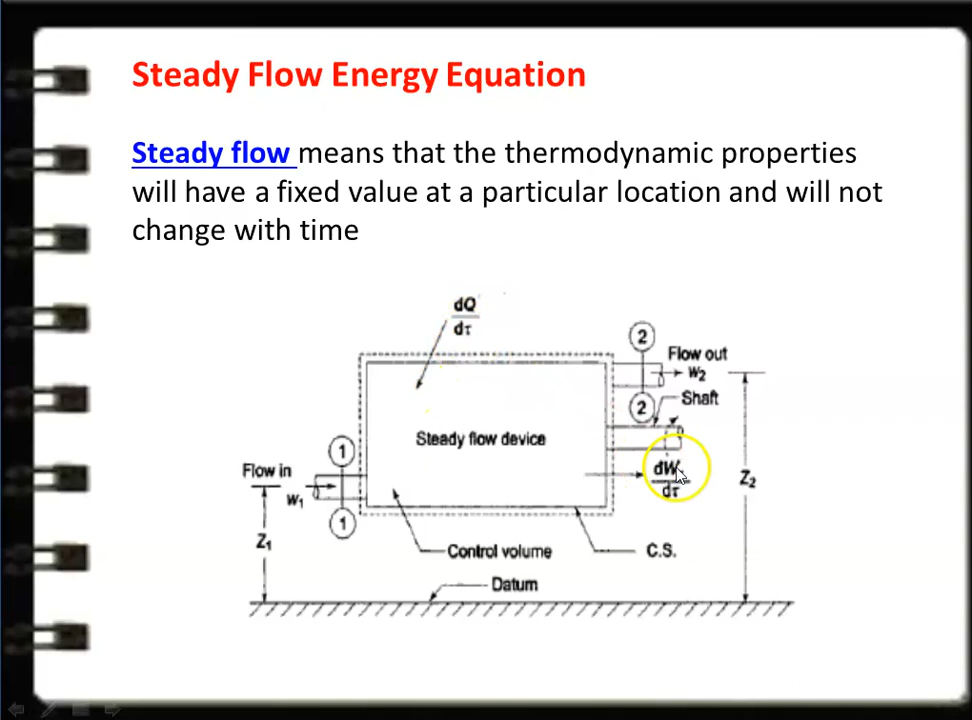 Steady Flow Energy Equation
Steady flow means that the thermodynamic properties
will have a fixed value at a particular location and will not
change with time
dQ
dτ
2
Flow out
W₂
2
Shaft
Steady flow device
1
Flow in
W₁
dW
dτ
Z₂
1
Z₁
Control volume
C.S.
Datum